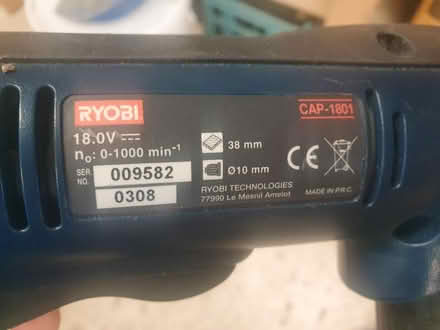 RYOBI
CAP-1801
18.0V
n₀: 0-1000 min⁻¹
38 mm
Ø10 mm
SER. NO.
009582
0308
CE
RYOBI TECHNOLOGIES
77990 Le Mesnil Amelot
MADE IN P.R.C.